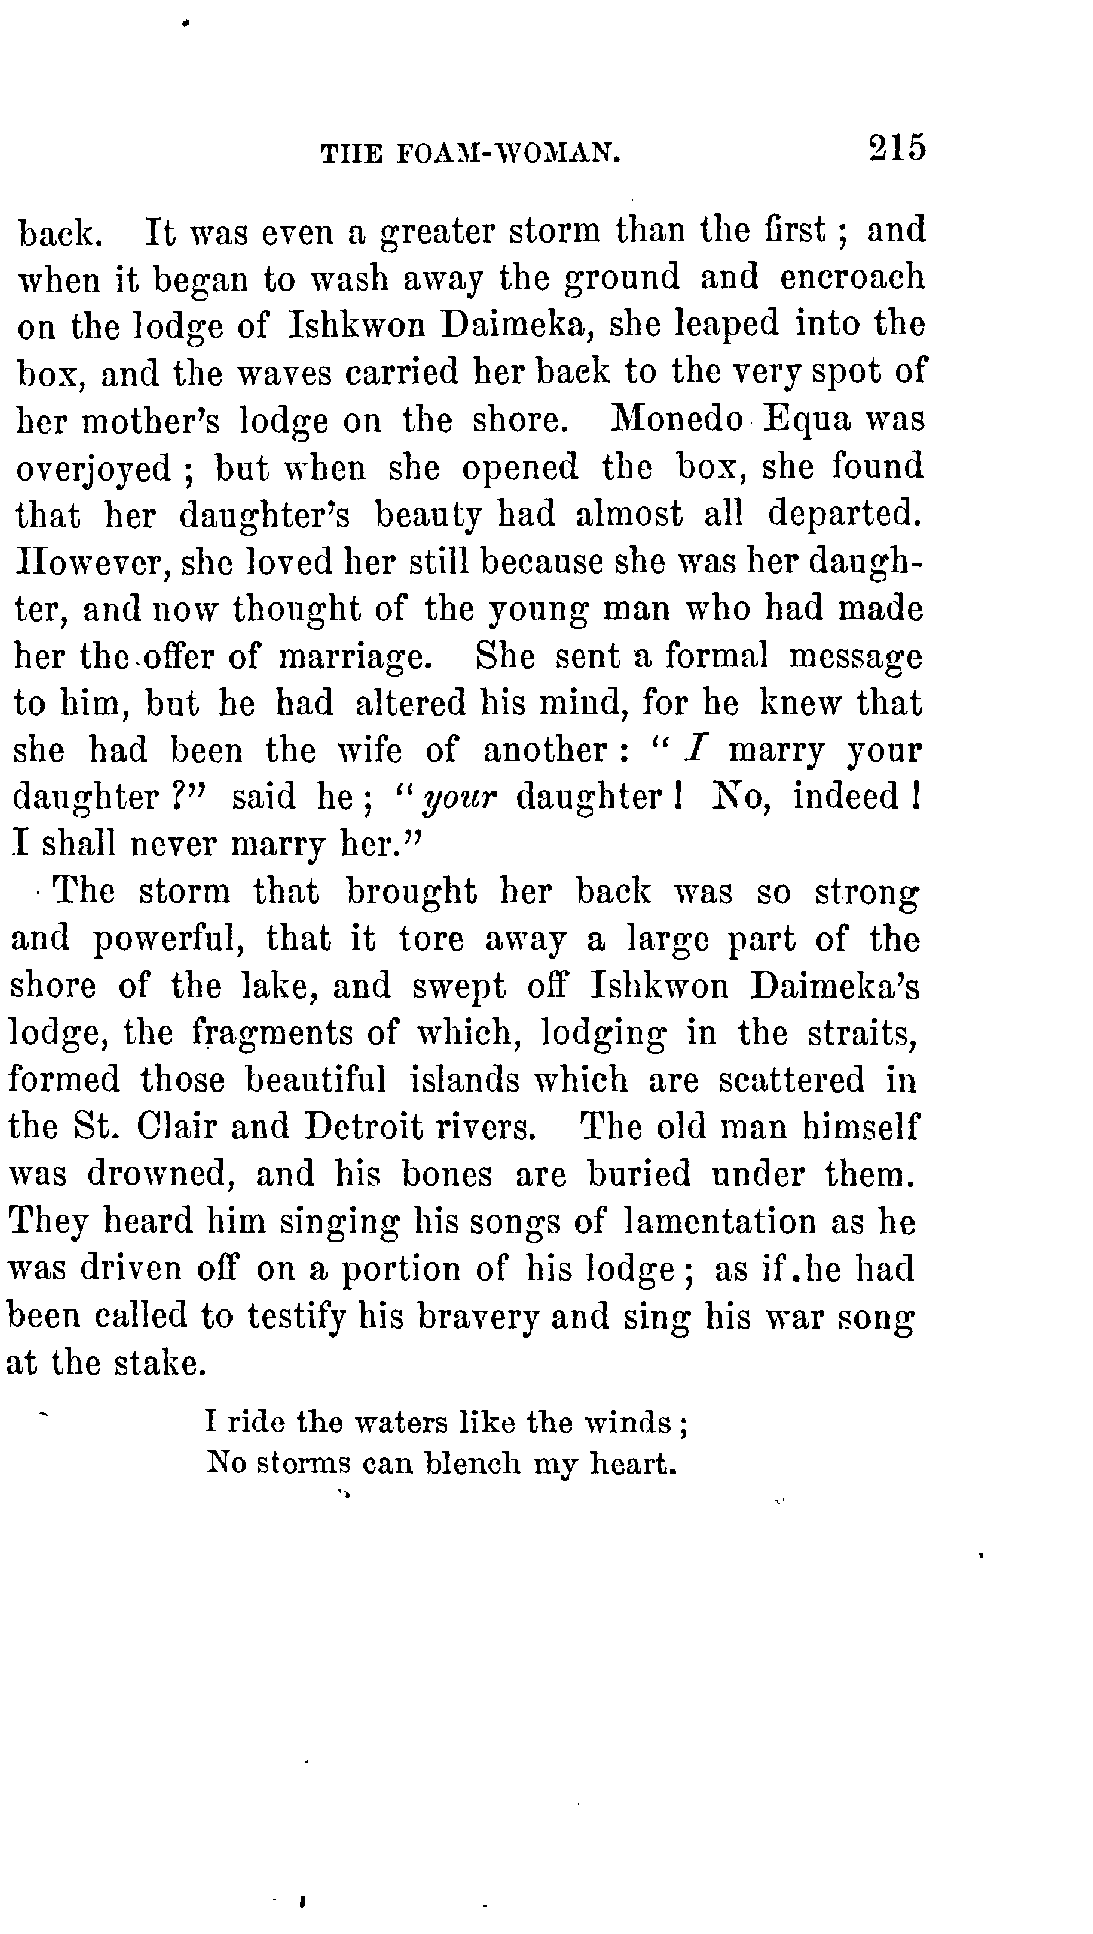 THE FOAM-WOMAN. 215
back. It was even a greater storm than the first ; and
when it began to wash away the ground and encroach
on the lodge of Ishkwon Daimeka, she leaped into the
box, and the waves carried her back to the very spot of
her mother's lodge on the shore. Monedo Equa was
overjoyed ; but when she opened the box, she found
that her daughter's beauty had almost all departed.
However, she loved her still because she was her daugh-
ter, and now thought of the young man who had made
her the offer of marriage. She sent a formal message
to him, but he had altered his mind, for he knew that
she had been the wife of another : " I marry your
daughter ?" said he ; " your daughter ! No, indeed !
I shall never marry her."
The storm that brought her back was so strong
and powerful, that it tore away a large part of the
shore of the lake, and swept off Ishkwon Daimeka's
lodge, the fragments of which, lodging in the straits,
formed those beautiful islands which are scattered in
the St. Clair and Detroit rivers. The old man himself
was drowned, and his bones are buried under them.
They heard him singing his songs of lamentation as he
was driven off on a portion of his lodge ; as if he had
been called to testify his bravery and sing his war song
at the stake.
I ride the waters like the winds ;
No storms can blench my heart.